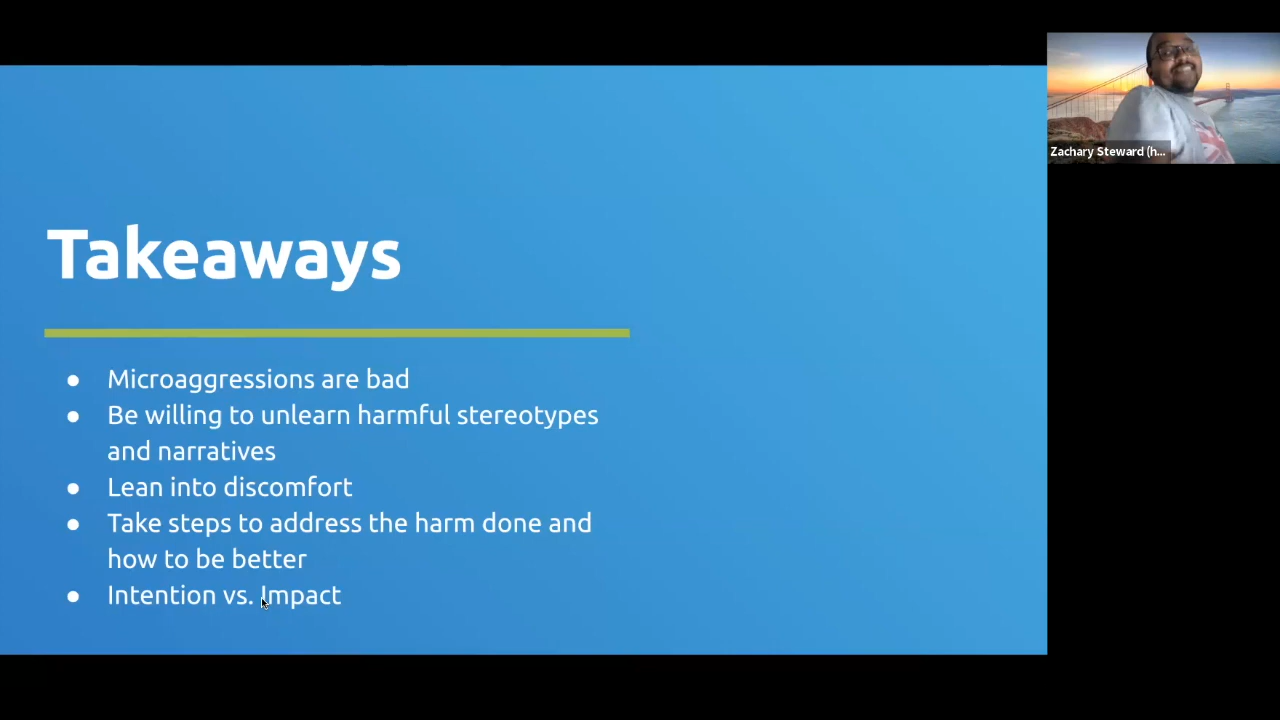 Takeaways
● Microaggressions are bad
● Be willing to unlearn harmful stereotypes
and narratives
● Lean into discomfort
● Take steps to address the harm done and
how to be better
● Intention vs. Impact
Zachary Steward (h...